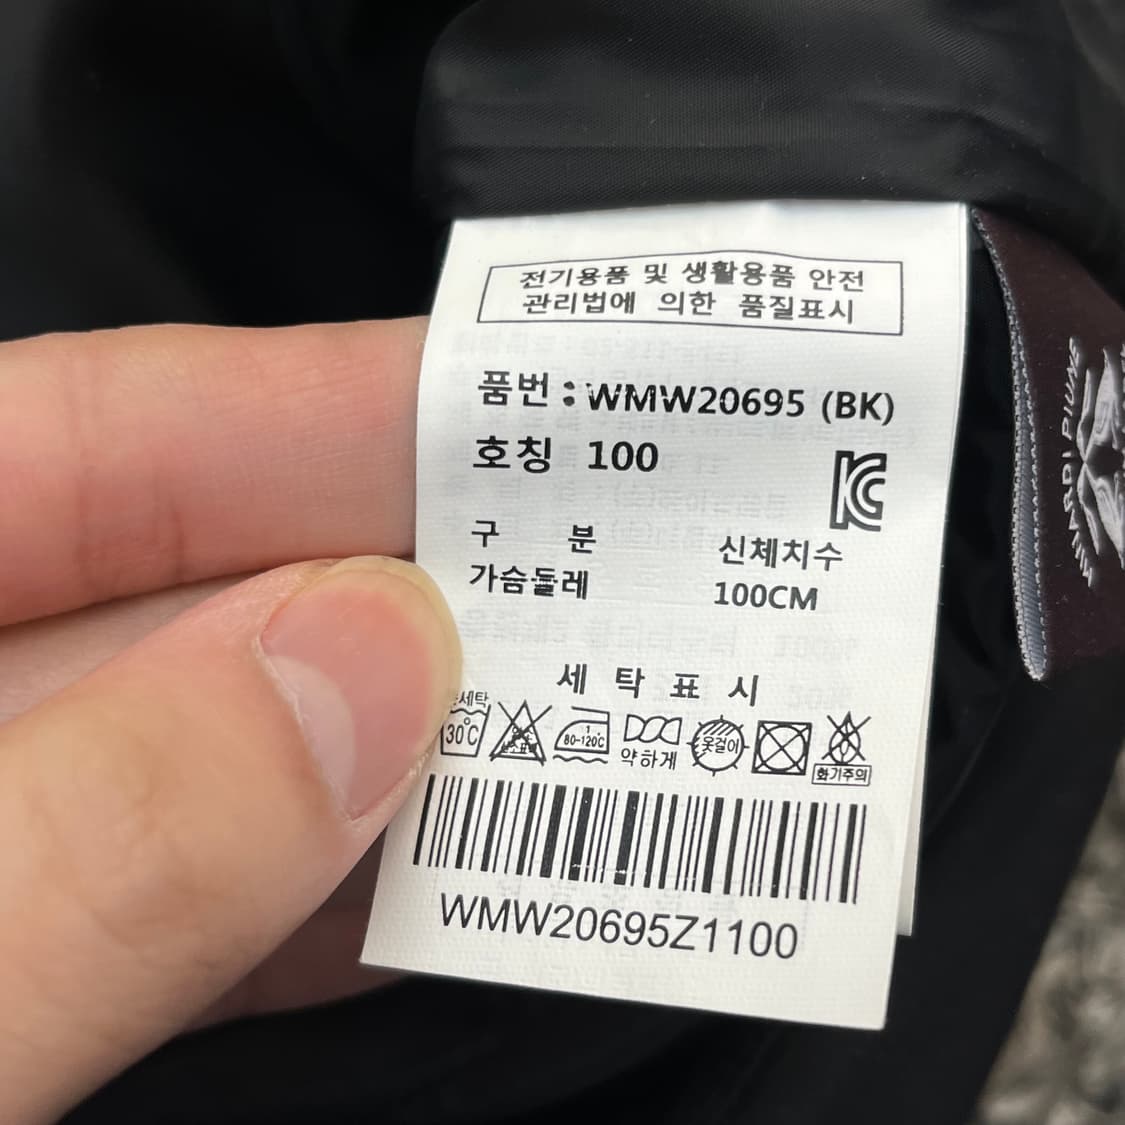 전기용품 및 생활용품 안전
관리법에 의한 품질표시
품번 : WMW20695 (BK)
호칭 100
KC
구 분 신체치수
가슴둘레 100CM
세 탁 표 시
30℃
80-120℃
약하게
옷걸이
화기주의
WMW20695Z1100